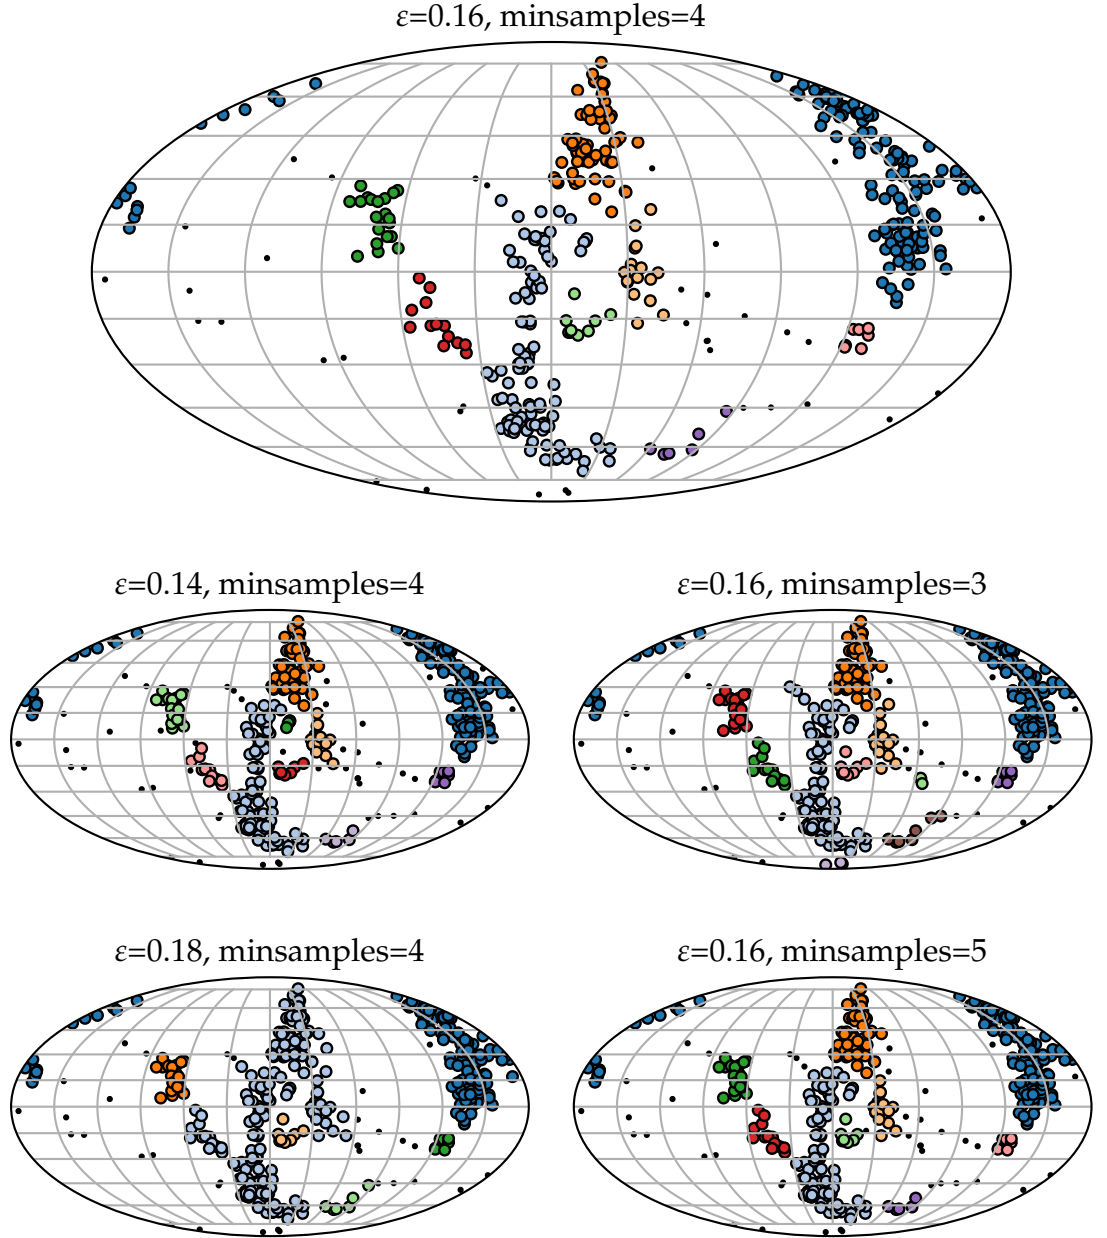 ε=0.16, minsamples=4
ε=0.14, minsamples=4
ε=0.16, minsamples=3
ε=0.18, minsamples=4
ε=0.16, minsamples=5